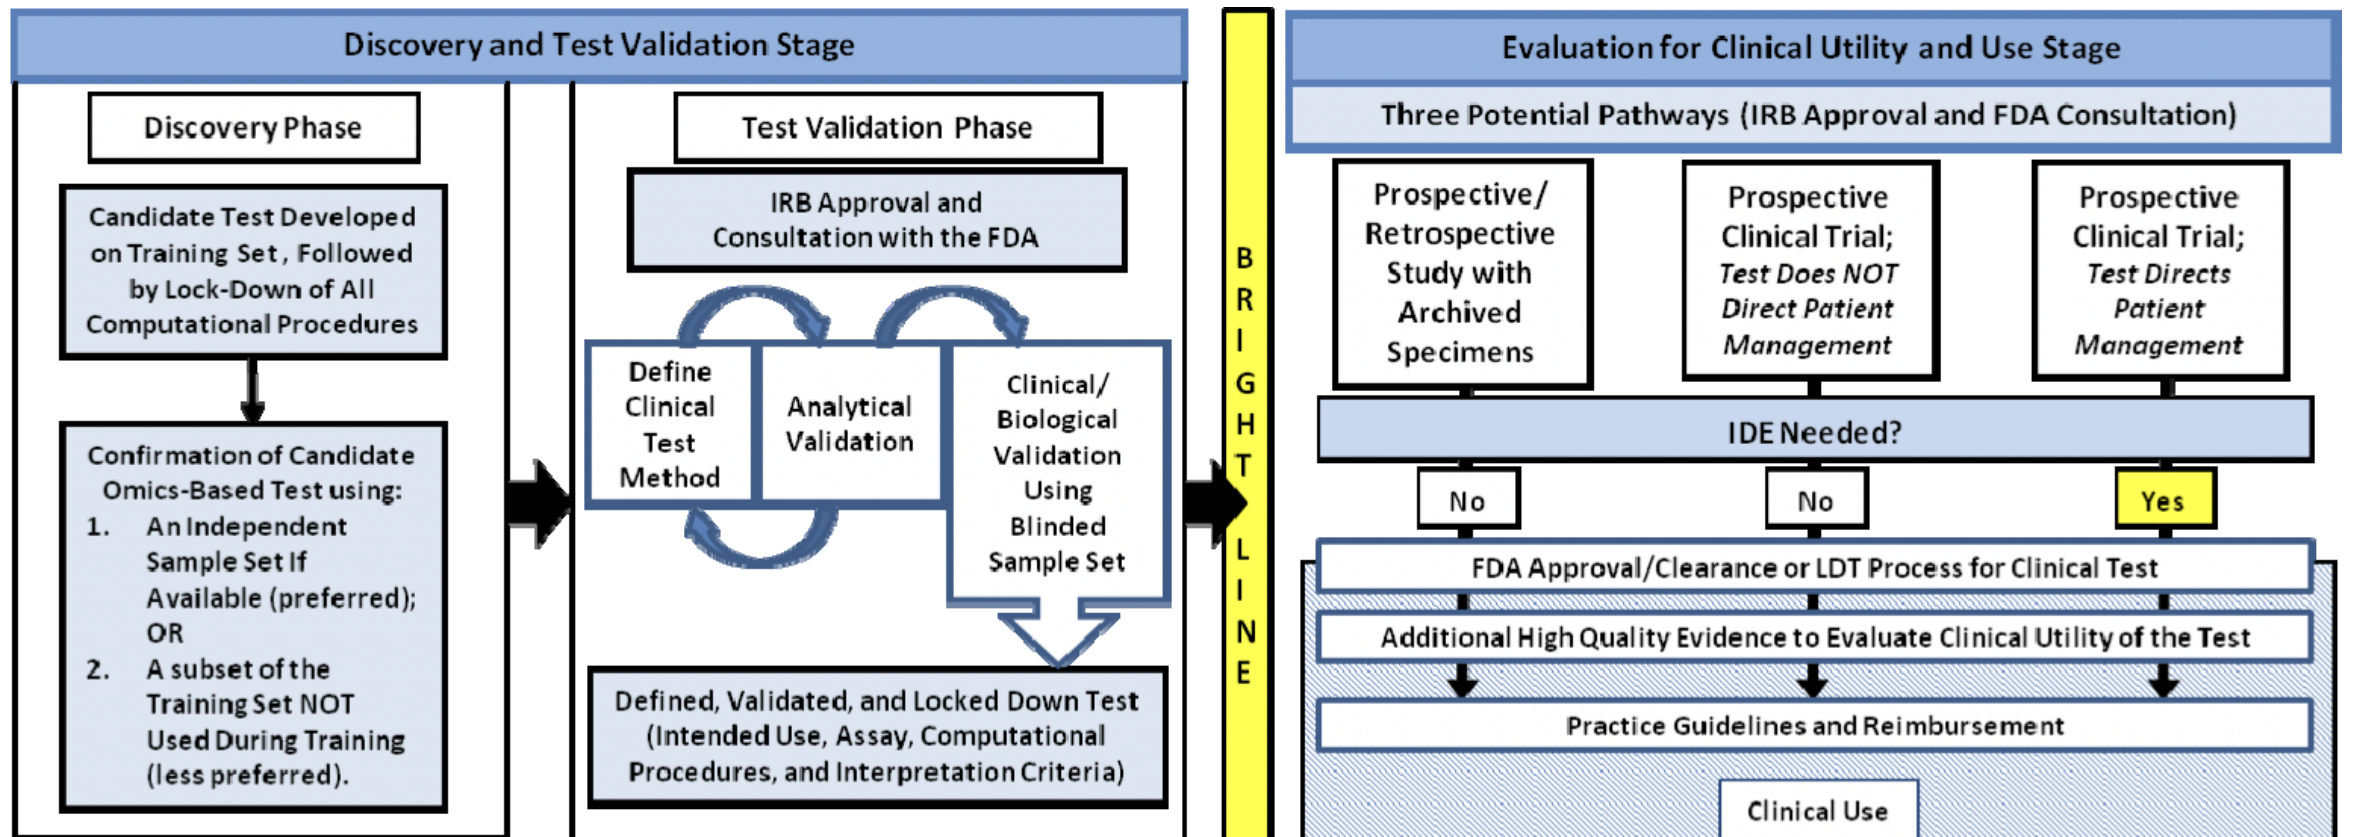 Discovery and Test Validation Stage
Discovery Phase
Candidate Test Developed
on Training Set, Followed
by Lock-Down of All
Computational Procedures
Confirmation of Candidate
Omics-Based Test using:
1. An Independent
Sample Set If
Available (preferred);
OR
2. A subset of the
Training Set NOT
Used During Training
(less preferred).
Test Validation Phase
IRB Approval and
Consultation with the FDA
Define
Clinical
Test
Method
Analytical
Validation
Clinical/
Biological
Validation
Using
Blinded
Sample Set
Defined, Validated, and Locked Down Test
(Intended Use, Assay, Computational
Procedures, and Interpretation Criteria)
B
R
I
G
H
T
L
I
N
E
Evaluation for Clinical Utility and Use Stage
Three Potential Pathways (IRB Approval and FDA Consultation)
Prospective/
Retrospective
Study with
Archived
Specimens
Prospective
Clinical Trial;
Test Does NOT
Direct Patient
Management
Prospective
Clinical Trial;
Test Directs
Patient
Management
IDE Needed?
No
No
Yes
FDA Approval/Clearance or LDT Process for Clinical Test
Additional High Quality Evidence to Evaluate Clinical Utility of the Test
Practice Guidelines and Reimbursement
Clinical Use